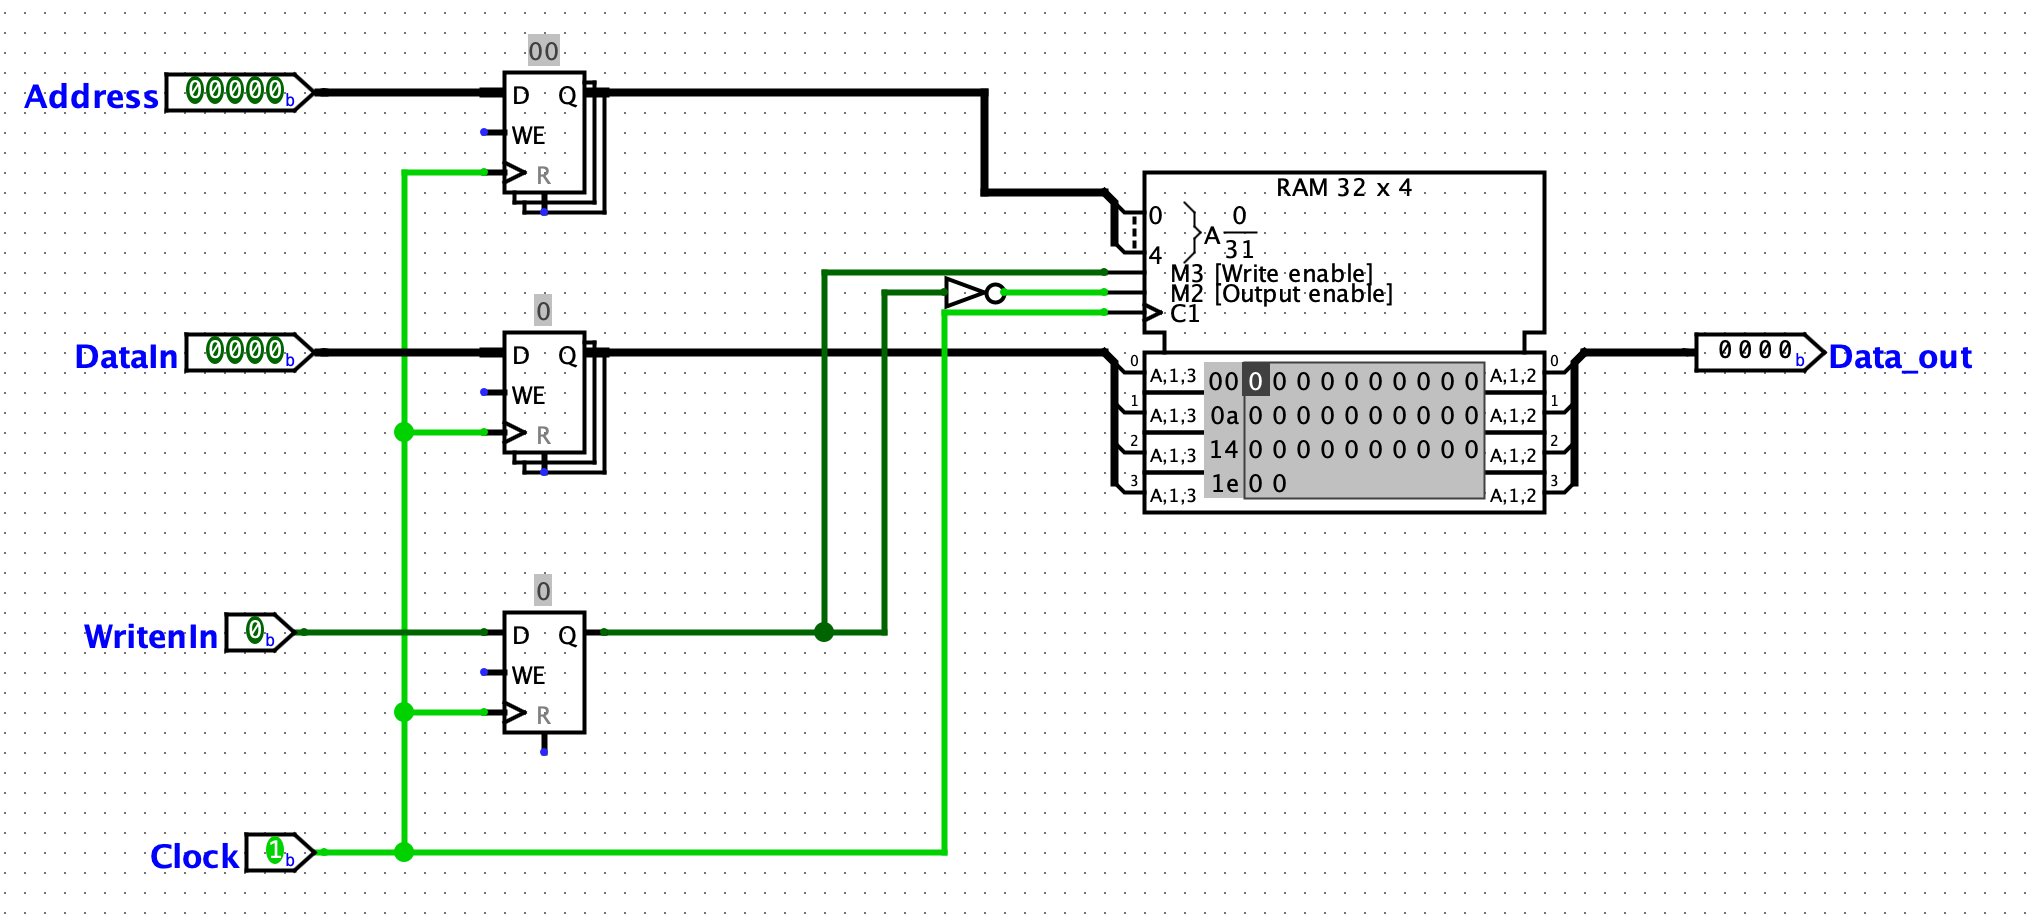 00
Address 00000b
D Q
WE
R
RAM 32 x 4
0
4
A 0
31
M3 [Write enable]
M2 [Output enable]
C1
0
DataIn 0000b
D Q
WE
R
0 A,1,3 00 0 0 0 0 0 0 0 0 0 0 A,1,2 0
1 A,1,3 0a 0 0 0 0 0 0 0 0 0 0 A,1,2 1
2 A,1,3 14 0 0 0 0 0 0 0 0 0 0 A,1,2 2
3 A,1,3 1e 0 0 A,1,2 3
0000b Data_out
0
WritenIn 0b
D Q
WE
R
Clock 1b